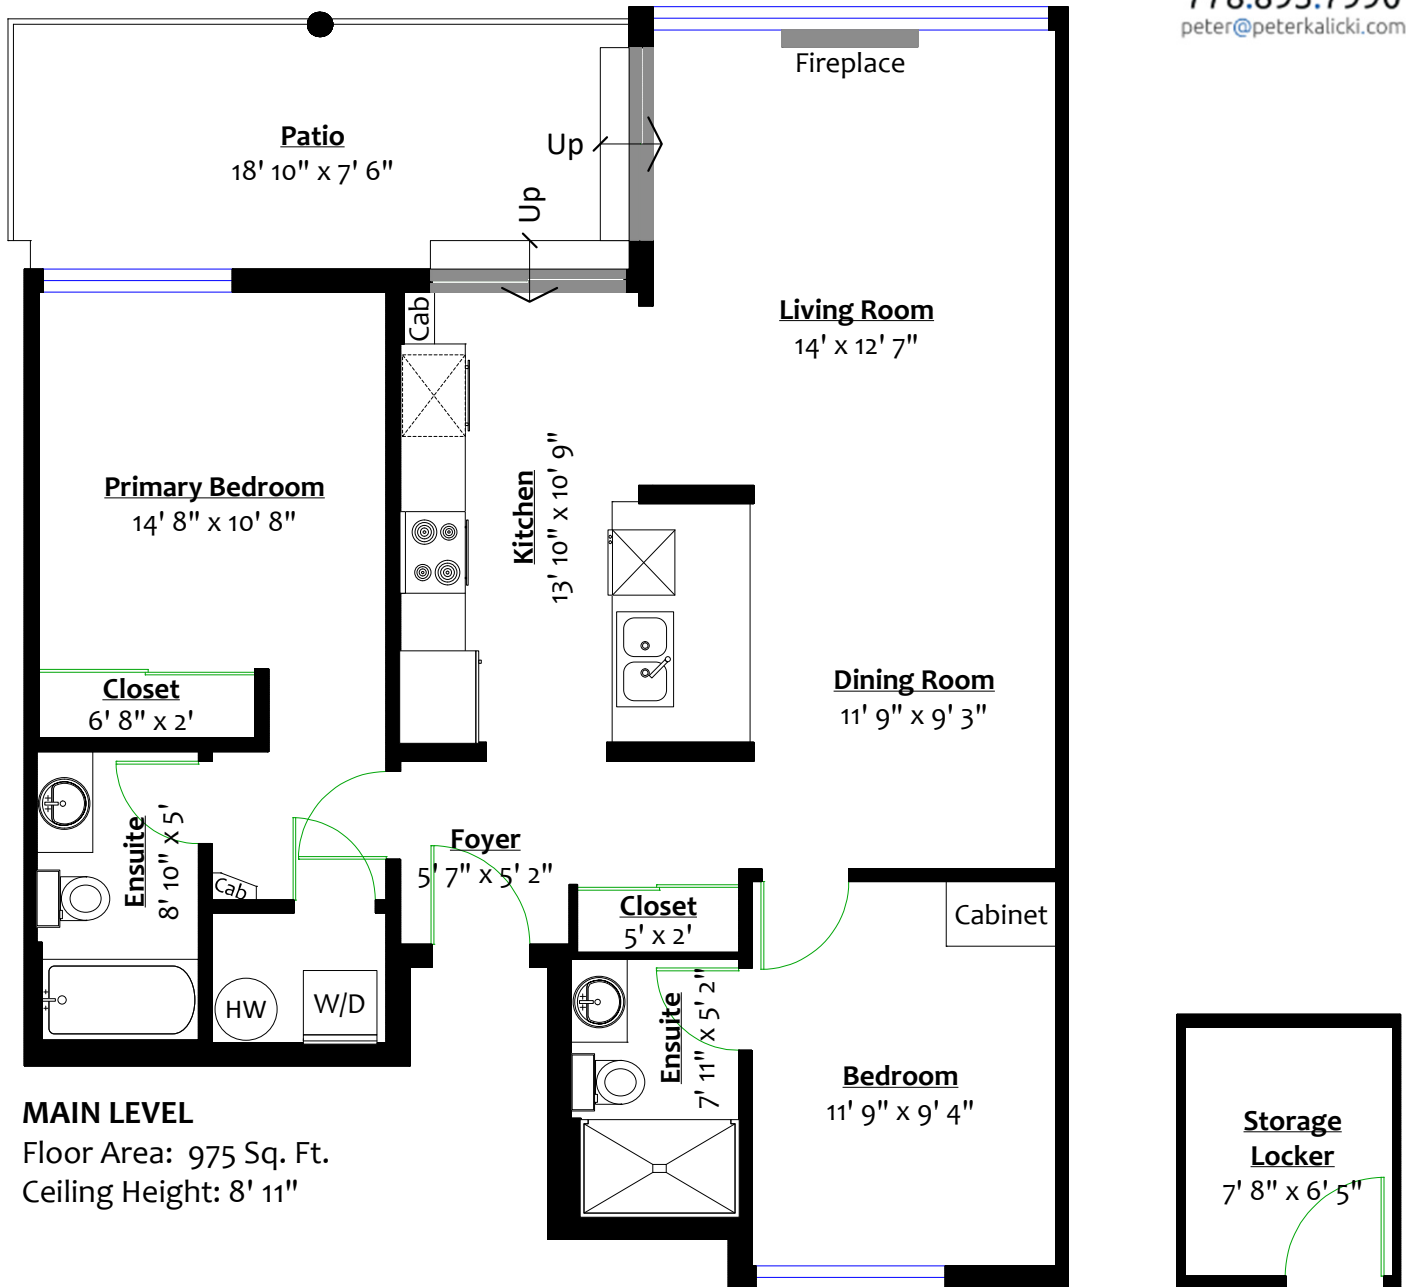 peter@peterkalicki.com
Fireplace
Patio
18' 10" x 7' 6"
Up
Up
Cab
Living Room
14' x 12' 7"
Primary Bedroom
14' 8" x 10' 8"
Kitchen
13' 10" x 10' 9"
Closet
6' 8" x 2'
Dining Room
11' 9" x 9' 3"
Ensuite
8' 10" x 5'
Foyer
5' 7" x 5' 2"
Cab
Closet
5' x 2'
Cabinet
HW
W/D
Ensuite
7' 11" x 5' 2"
Bedroom
11' 9" x 9' 4"
MAIN LEVEL
Floor Area: 975 Sq. Ft.
Ceiling Height: 8' 11"
Storage
Locker
7' 8" x 6' 5"